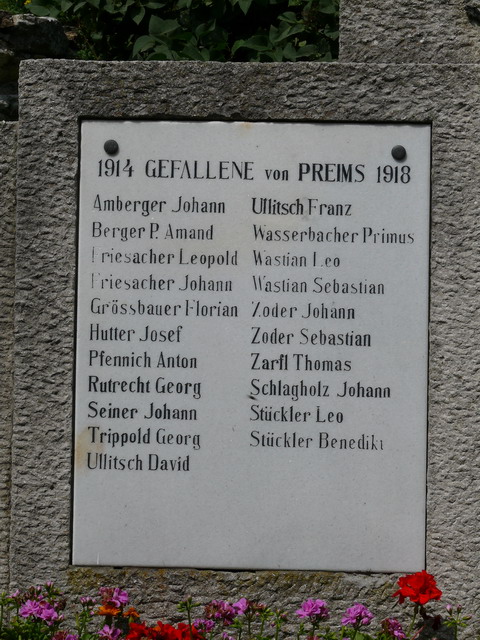 1914 GEFALLENE von PREIMS 1918
Amberger Johann
Berger P. Amand
Friesacher Leopold
Friesacher Johann
Grössbauer Florian
Hutter Josef
Pfennich Anton
Rutrecht Georg
Seiner Johann
Trippold Georg
Ullitsch David
Ullitsch Franz
Wasserbacher Primus
Wastian Leo
Wastian Sebastian
Zoder Johann
Zoder Sebastian
Zarfl Thomas
Schlagholz Johann
Stückler Leo
Stückler Benedikt